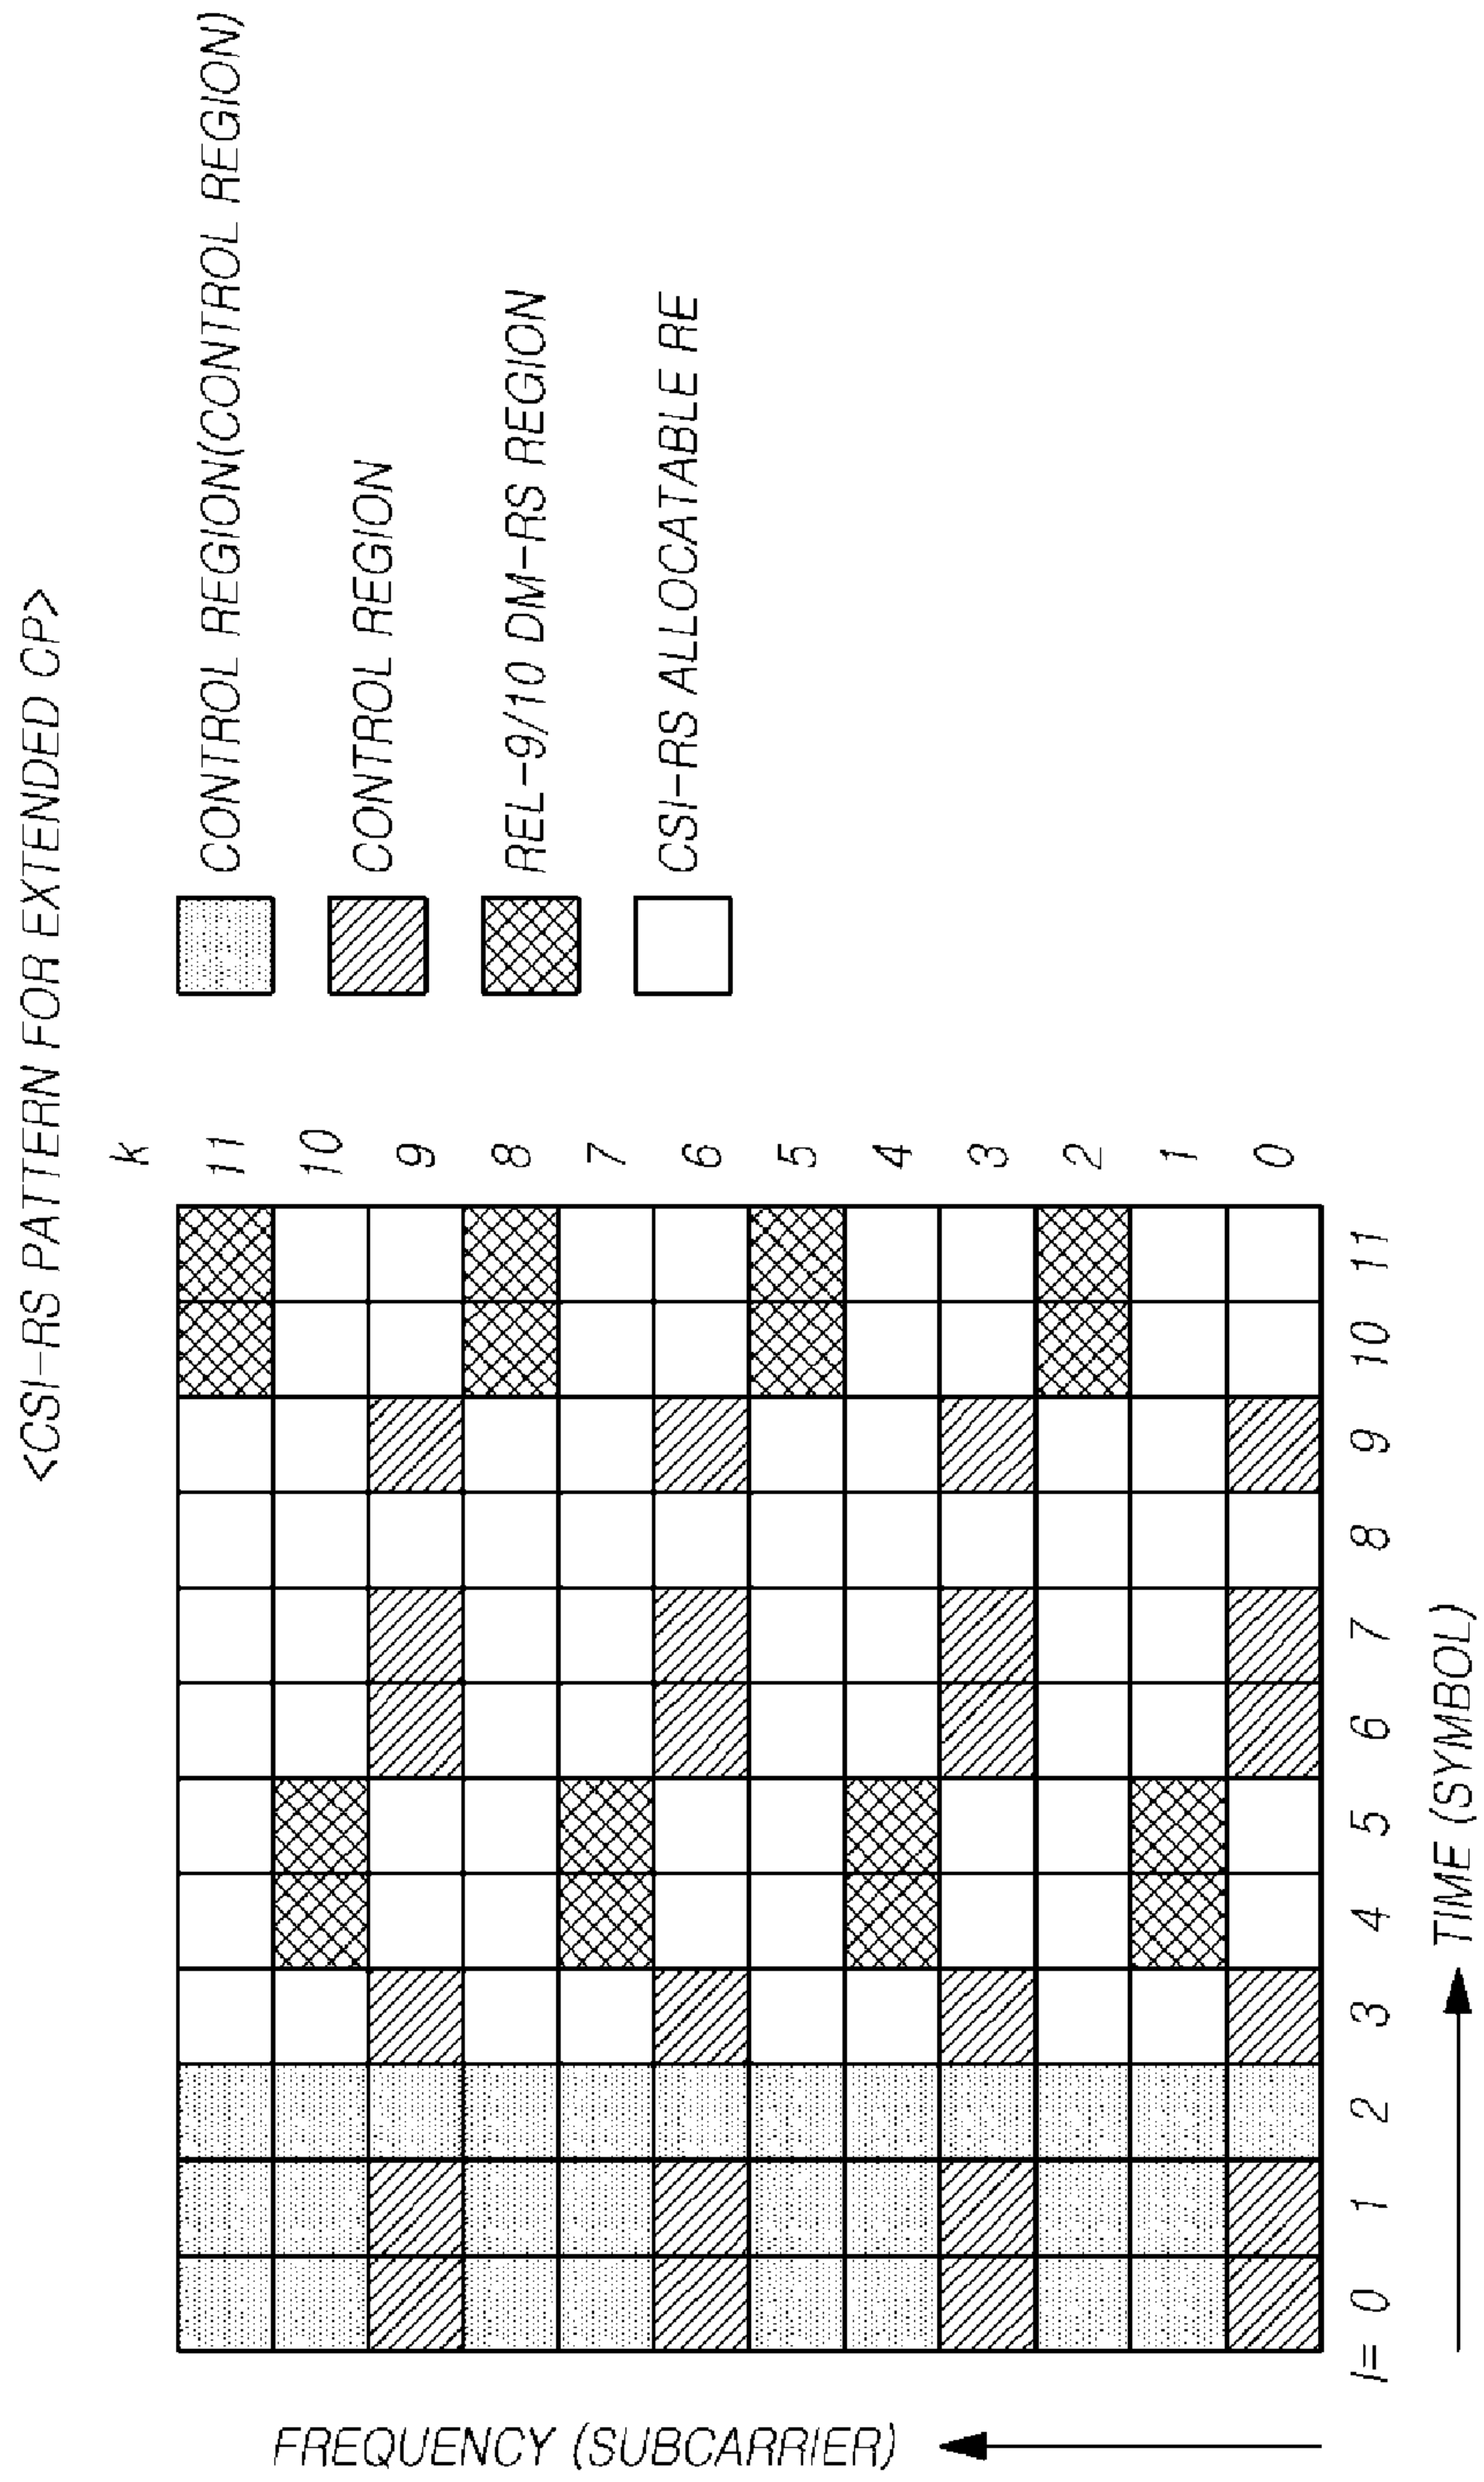 <CSI-RS PATTERN FOR EXTENDED CP>
k
11
10
9
8
7
6
5
4
3
2
1
0
l= 0 1 2 3 4 5 6 7 8 9 10 11
FREQUENCY (SUBCARRIER)
TIME (SYMBOL)
CONTROL REGION(CONTROL REGION)
CONTROL REGION
REL-9/10 DM-RS REGION
CSI-RS ALLOCATABLE RE